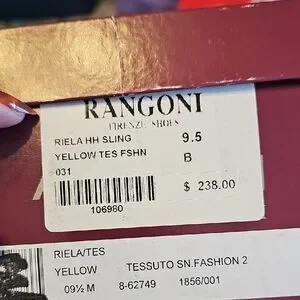 RANGONI
FIRENZE SHOES
RIELA HH SLING 9.5
YELLOW TES FSHN B
031
$ 238.00
106980
RIELA/TES
YELLOW TESSUTO SN.FASHION 2
09½ M 8-62749 1856/001